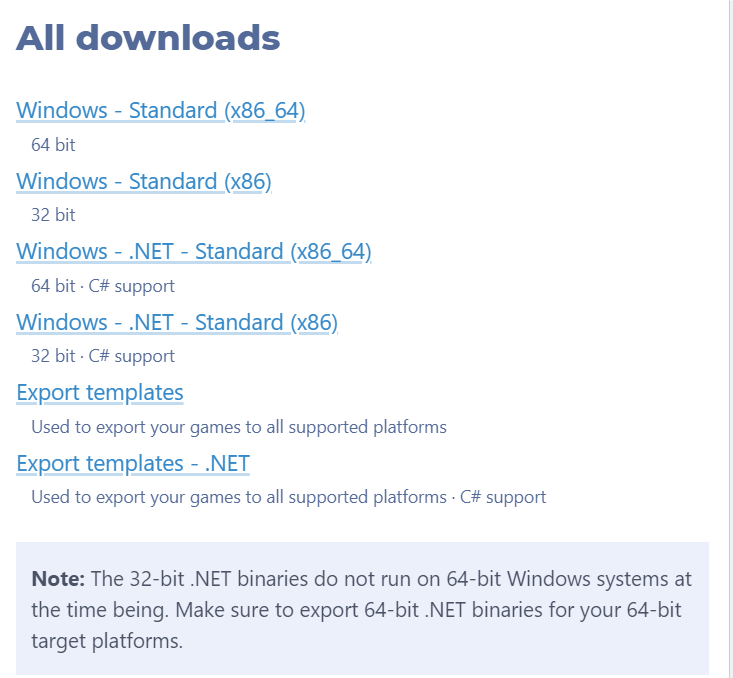 All downloads
Windows - Standard (x86_64)
64 bit
Windows - Standard (x86)
32 bit
Windows - .NET - Standard (x86_64)
64 bit · C# support
Windows - .NET - Standard (x86)
32 bit · C# support
Export templates
Used to export your games to all supported platforms
Export templates - .NET
Used to export your games to all supported platforms · C# support
Note: The 32-bit .NET binaries do not run on 64-bit Windows systems at
the time being. Make sure to export 64-bit .NET binaries for your 64-bit
target platforms.